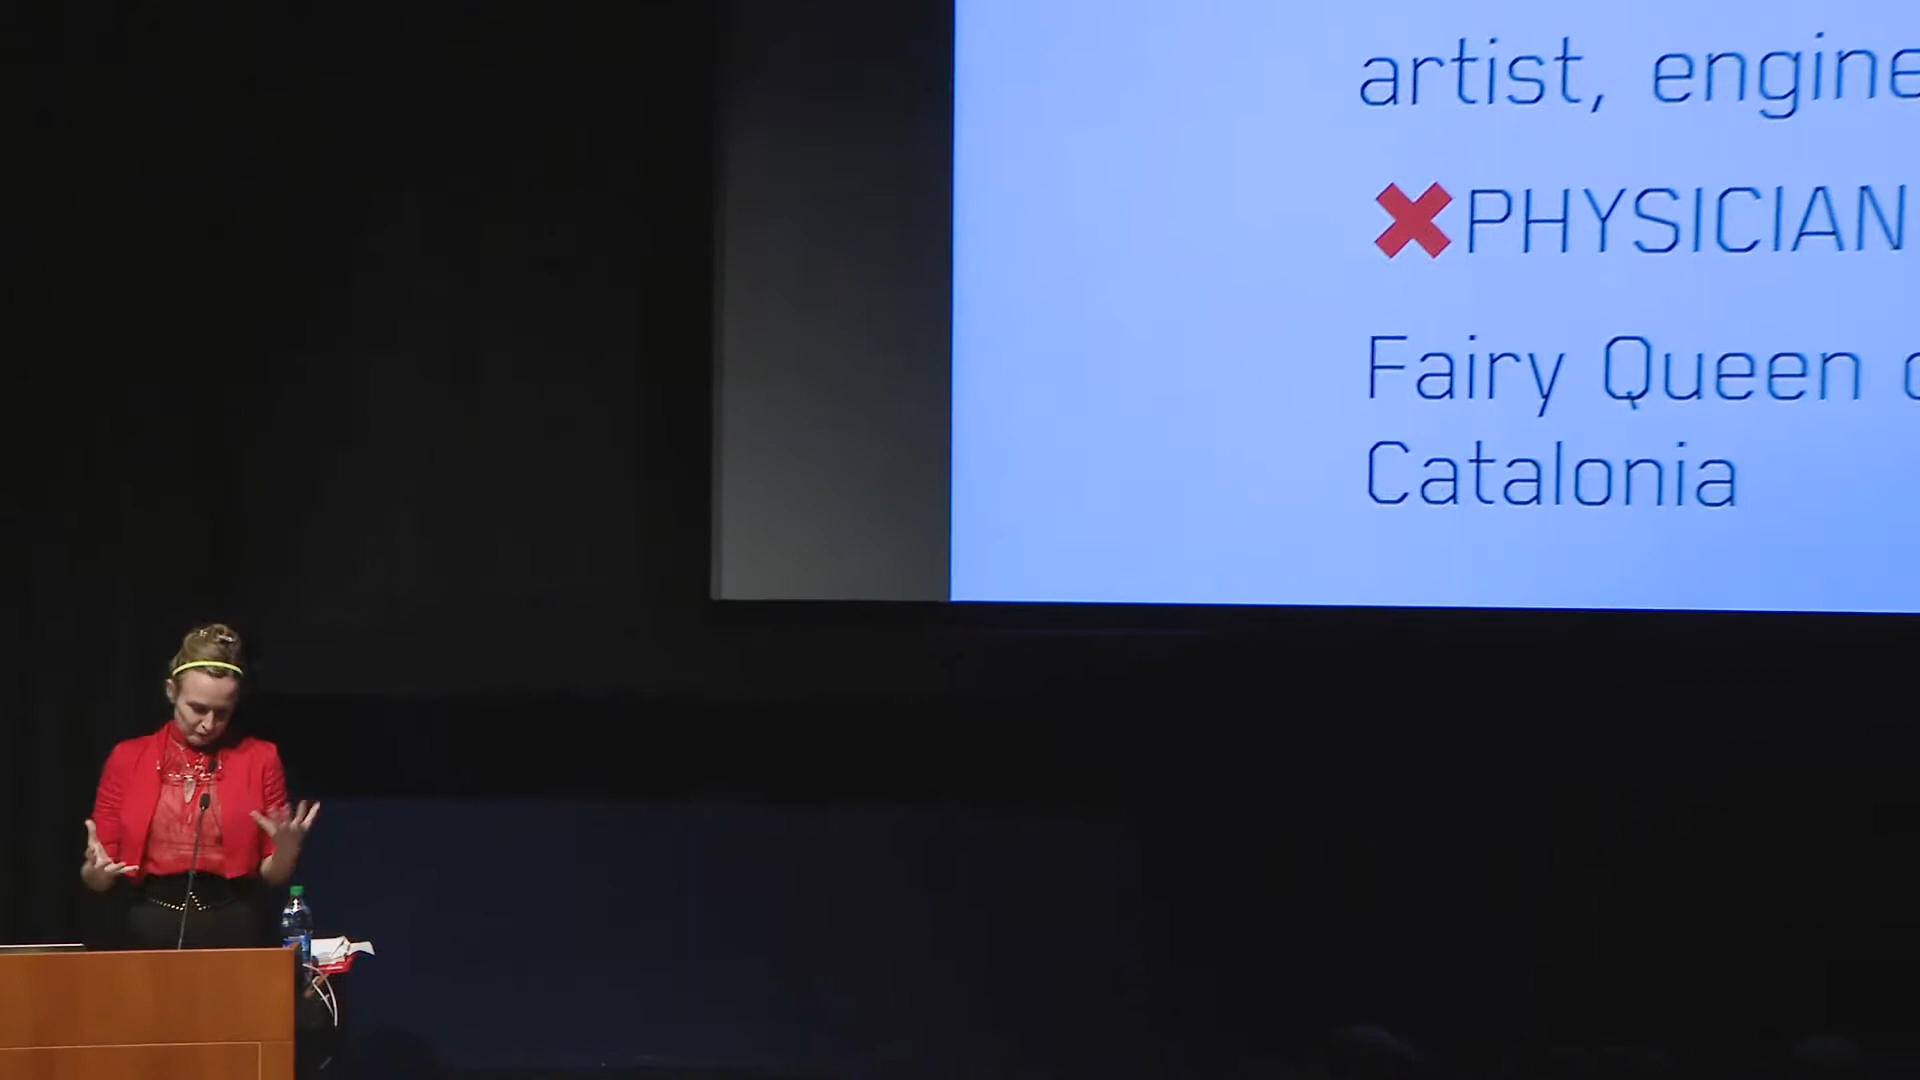 artist, engine
PHYSICIAN
Fairy Queen
Catalonia